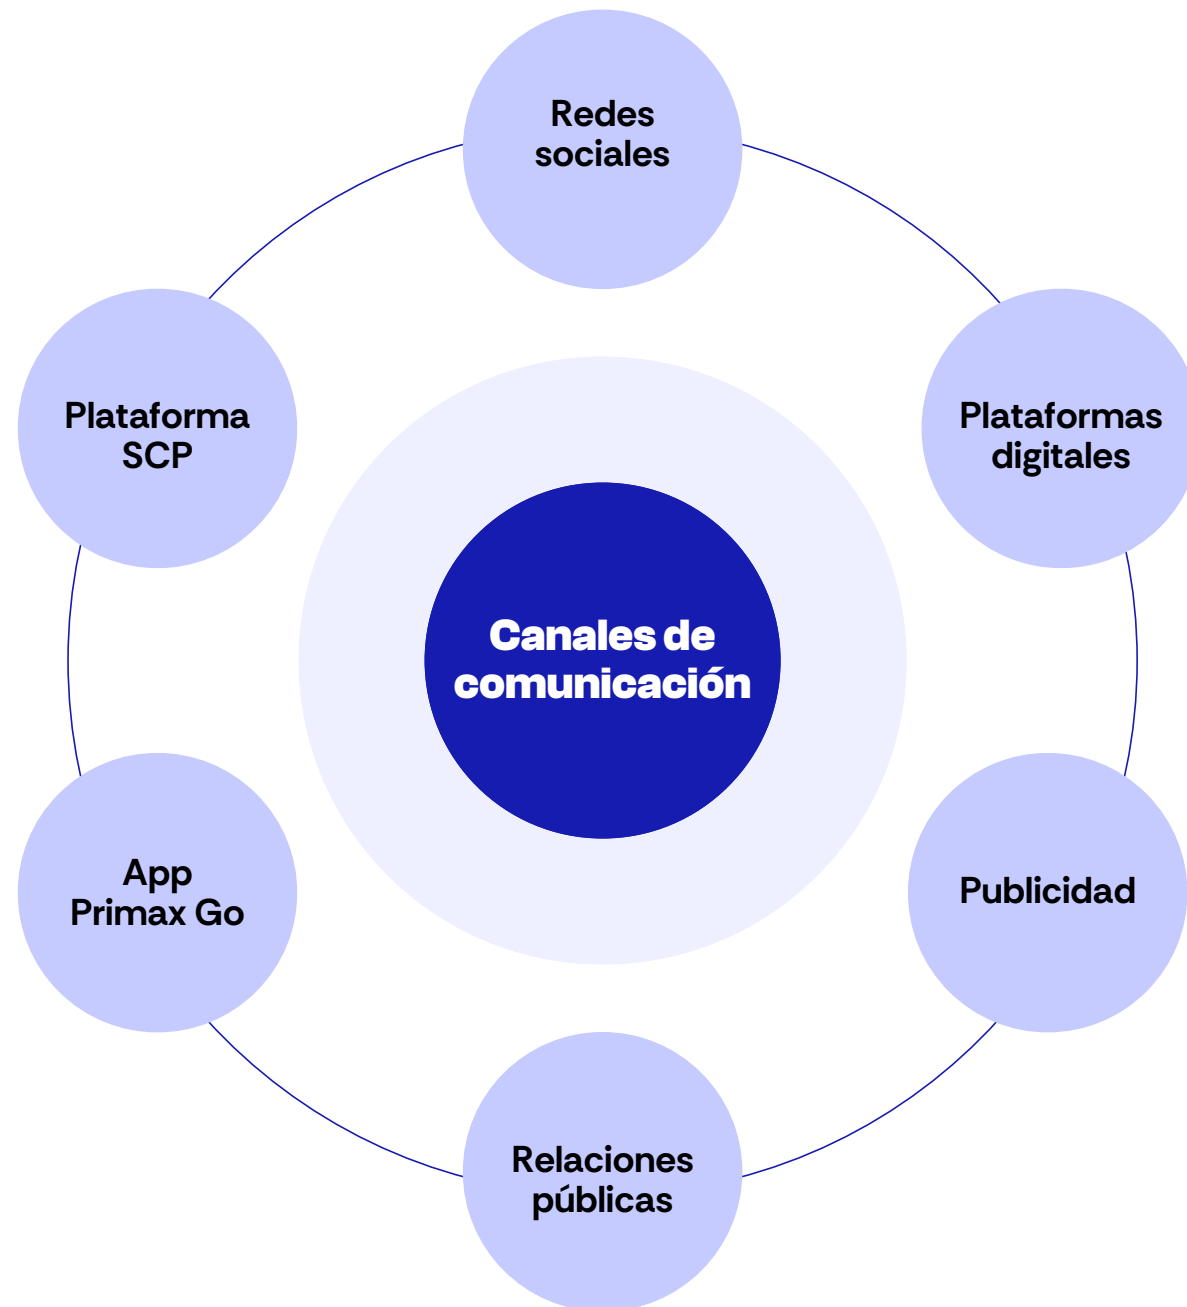 Redes
sociales
Plataforma
SCP
Plataformas
digitales
Canales de
comunicación
App
Primax Go
Publicidad
Relaciones
públicas